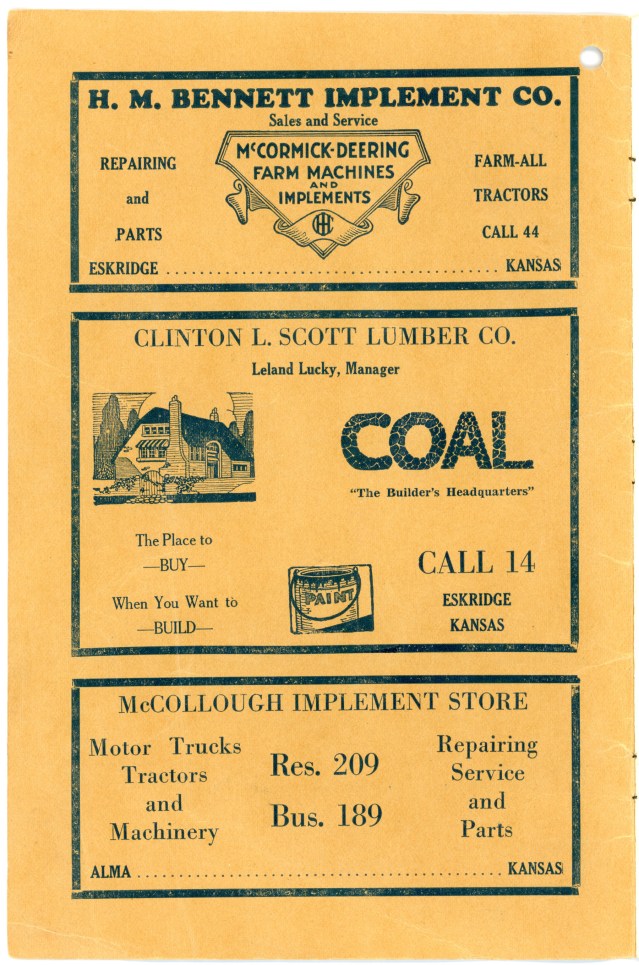 H. M. BENNETT IMPLEMENT CO.
Sales and Service
REPAIRING
and
PARTS
McCORMICK-DEERING
FARM MACHINES
AND
IMPLEMENTS
IHC
FARM-ALL
TRACTORS
CALL 44
ESKRIDGE ........................................ KANSAS
CLINTON L. SCOTT LUMBER CO.
Leland Lucky, Manager
COAL
"The Builder's Headquarters"
The Place to
—BUY—
When You Want to
—BUILD—
PAINT
CALL 14
ESKRIDGE
KANSAS
McCOLLOUGH IMPLEMENT STORE
Motor Trucks
Tractors
and
Machinery
Res. 209
Bus. 189
Repairing
Service
and
Parts
ALMA ............................................ KANSAS